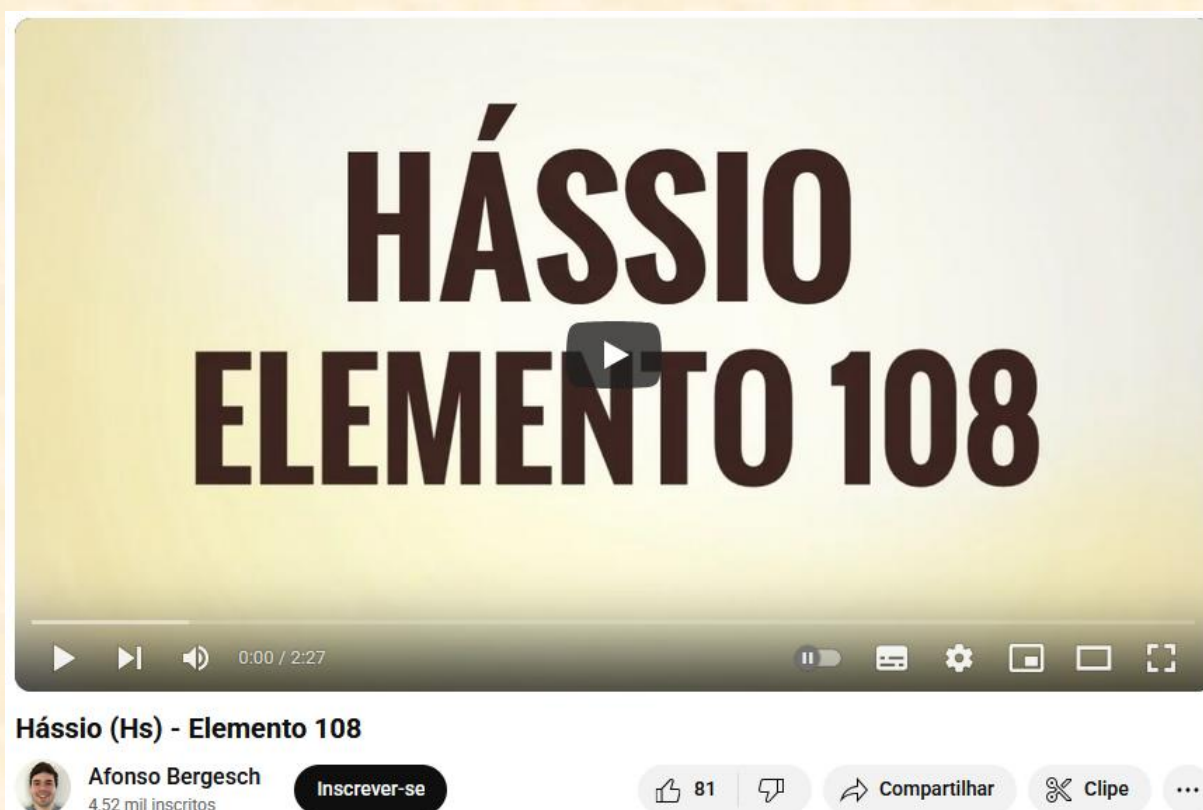 HÁSSIO
ELEMENTO 108
0:00 / 2:27
Hássio (Hs) - Elemento 108
Afonso Bergesch
4,52 mil inscritos
Inscrever-se
81
Compartilhar
Clipe